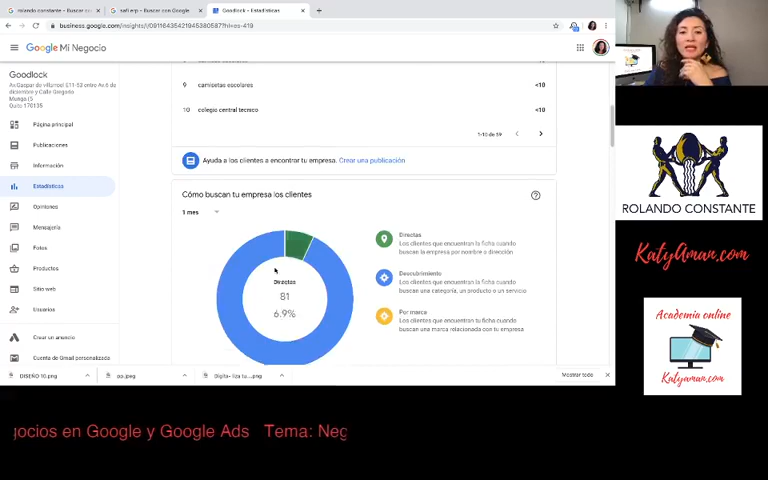 rolando constante - Buscar con
safi erp - Buscar con Google
Goodlock - Estadísticas
business.google.com/insights/l/09116435421945380587?hl=es-419
Google Mi Negocio
Goodlock
Av Gaspar de villarroel E11-52 entre Av.6 de
diciembre y Calle Gregorio
Munga (5
Quito 170135
Página principal
Publicaciones
Información
Estadísticas
Opiniones
Mensajería
Fotos
Productos
Sitio web
Usuarios
Crear un anuncio
Cuenta de Gmail personalizada
9 camisetas escolares <10
10 colegio central tecnico <10
1-10 de 59
Ayuda a los clientes a encontrar tu empresa. Crear una publicación
Cómo buscan tu empresa los clientes
1 mes
Directas
81
6.9%
Directas
Los clientes que encuentran la ficha cuando
buscan la empresa por nombre o dirección
Descubrimiento
Los clientes que encuentran la ficha cuando
buscan una categoría, un producto o un servicio
Por marca
Los clientes que encuentran tu ficha cuando
buscan una marca relacionada con tu empresa
DISEÑO 10.png
pp.jpeg
Digita- liza tu....png
Mostrar todo
ROLANDO CONSTANTE
KatyAman.com
Academia online
Katyaman.com
gocios en Google y Google Ads Tema: Neg